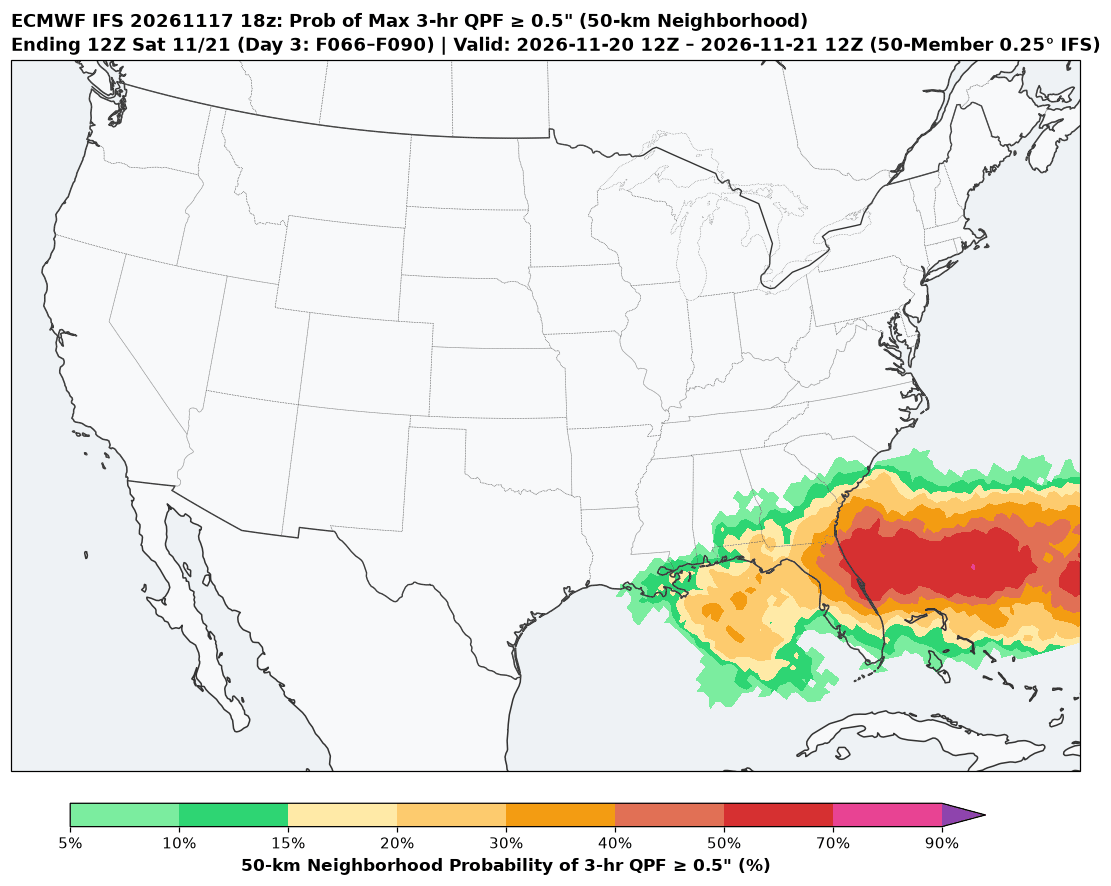 ECMWF IFS 20261117 18z: Prob of Max 3-hr QPF ≥ 0.5" (50-km Neighborhood)
Ending 12Z Sat 11/21 (Day 3: F066–F090) | Valid: 2026-11-20 12Z – 2026-11-21 12Z (50-Member 0.25° IFS)
5% 10% 15% 20% 30% 40% 50% 70% 90%
50-km Neighborhood Probability of 3-hr QPF ≥ 0.5" (%)